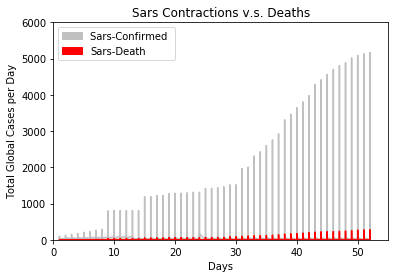 Sars Contractions v.s. Deaths
Total Global Cases per Day
6000
5000
4000
3000
2000
1000
0
Sars-Confirmed
Sars-Death
0 10 20 30 40 50
Days